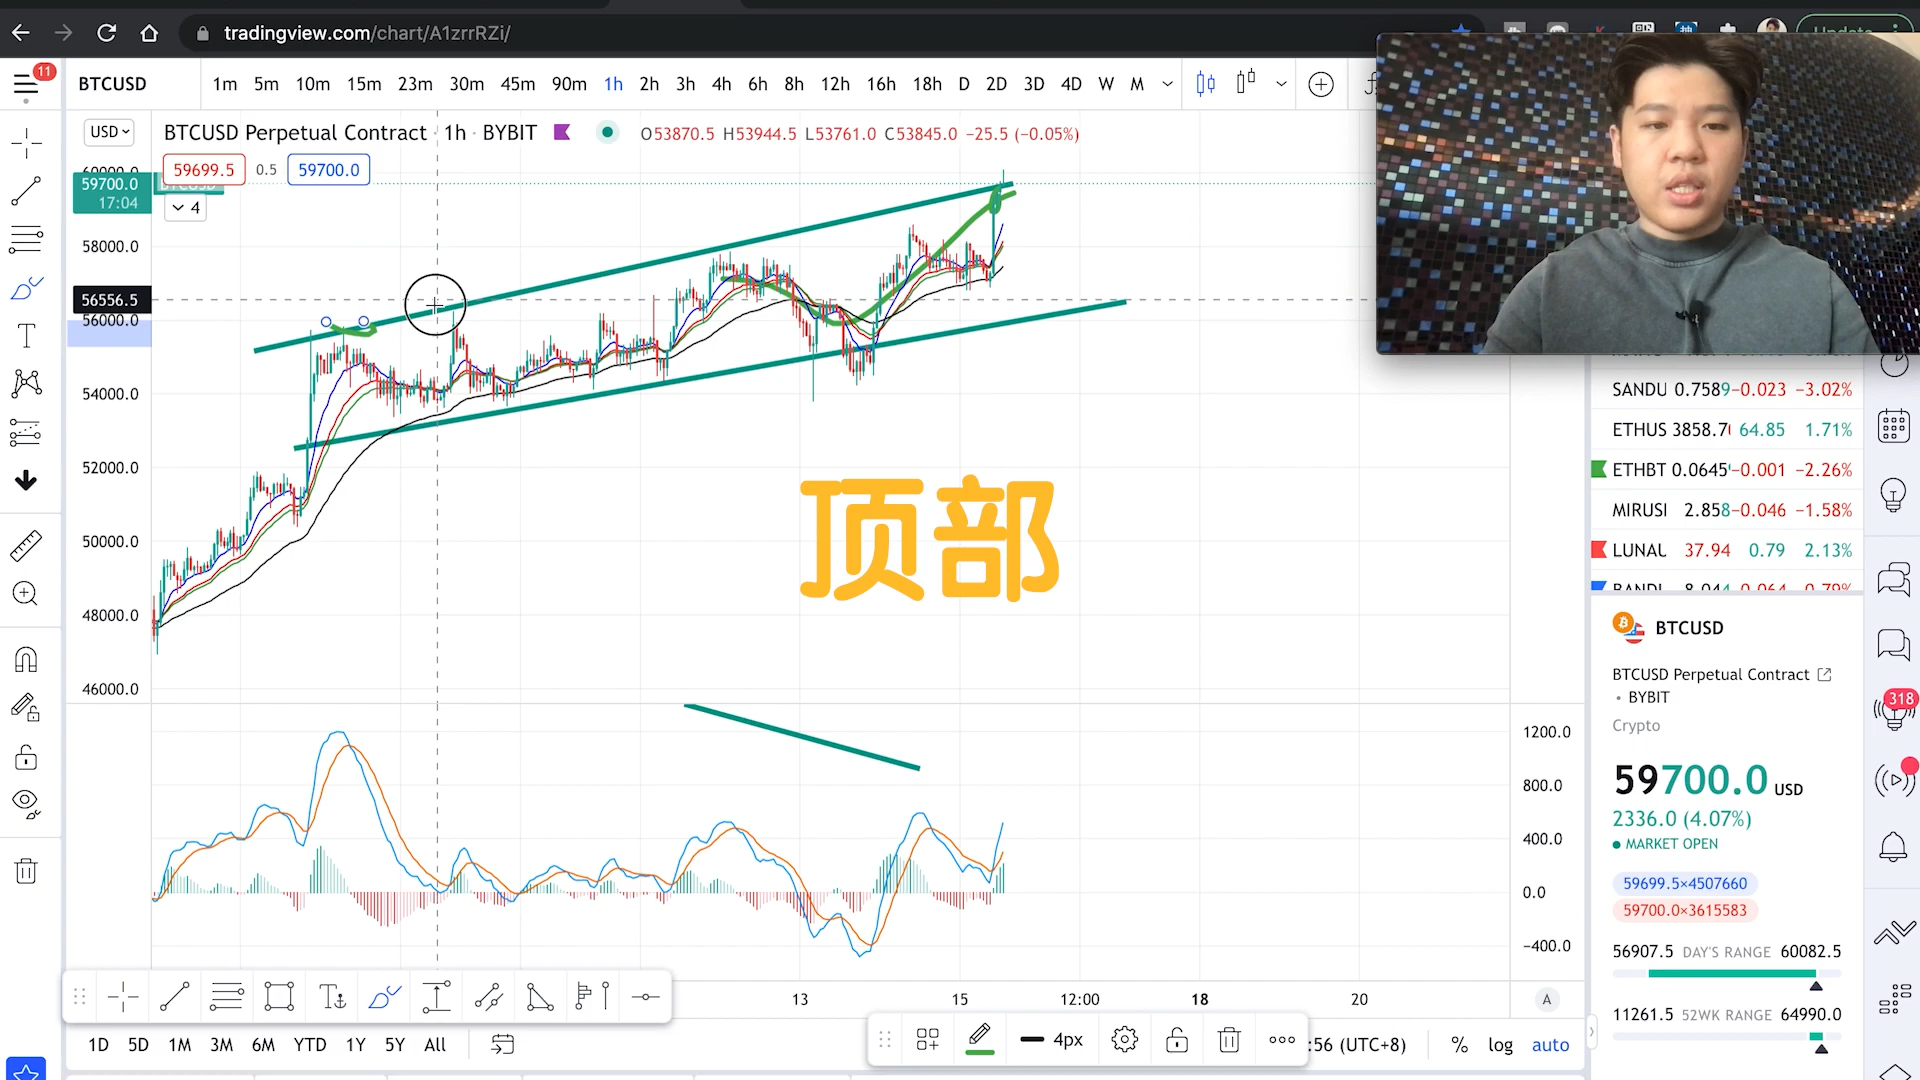 tradingview.com/chart/A1zrrRZi/
11
BTCUSD
1m 5m 10m 15m 23m 30m 45m 90m 1h 2h 3h 4h 6h 8h 12h 16h 18h D 2D 3D 4D W M
USD
BTCUSD Perpetual Contract · 1h · BYBIT
O53870.5 H53944.5 L53761.0 C53845.0 −25.5 (−0.05%)
59699.5 0.5 59700.0
59700.0
17:04
4
58000.0
56556.5
56000.0
54000.0
52000.0
50000.0
48000.0
46000.0
顶部
1200.0
800.0
400.0
0.0
−400.0
13 15 12:00 18 20
A
1D 5D 1M 3M 6M YTD 1Y 5Y All
4px
:56 (UTC+8) % log auto
SANDU 0.7589 −0.023 −3.02%
ETHUS 3858.7 64.85 1.71%
ETHBT 0.0645 −0.001 −2.26%
MIRUSI 2.858 −0.046 −1.58%
LUNAU 37.94 0.79 2.13%
BTCUSD
BTCUSD Perpetual Contract
• BYBIT
Crypto
59700.0 USD
2336.0 (4.07%)
MARKET OPEN
59699.5×4507660
59700.0×3615583
56907.5 DAY'S RANGE 60082.5
11261.5 52WK RANGE 64990.0
318